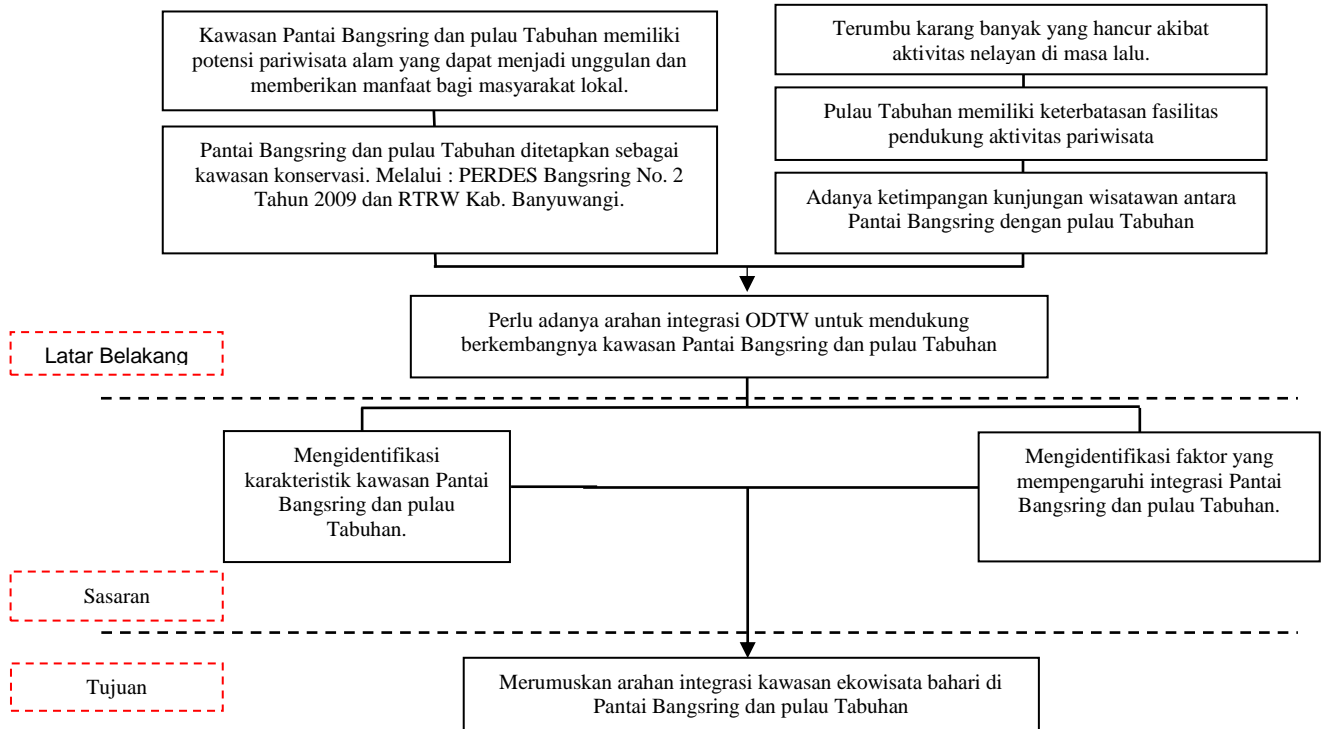 Kawasan Pantai Bangsring dan pulau Tabuhan memiliki
potensi pariwisata alam yang dapat menjadi unggulan dan
memberikan manfaat bagi masyarakat lokal.
Pantai Bangsring dan pulau Tabuhan ditetapkan sebagai
kawasan konservasi. Melalui : PERDES Bangsring No. 2
Tahun 2009 dan RTRW Kab. Banyuwangi.
Terumbu karang banyak yang hancur akibat
aktivitas nelayan di masa lalu.
Pulau Tabuhan memiliki keterbatasan fasilitas
pendukung aktivitas pariwisata
Adanya ketimpangan kunjungan wisatawan antara
Pantai Bangsring dengan pulau Tabuhan
Perlu adanya arahan integrasi ODTW untuk mendukung
berkembangnya kawasan Pantai Bangsring dan pulau Tabuhan
Latar Belakang
Mengidentifikasi
karakteristik kawasan Pantai
Bangsring dan pulau
Tabuhan.
Mengidentifikasi faktor yang
mempengaruhi integrasi Pantai
Bangsring dan pulau Tabuhan.
Sasaran
Tujuan
Merumuskan arahan integrasi kawasan ekowisata bahari di
Pantai Bangsring dan pulau Tabuhan